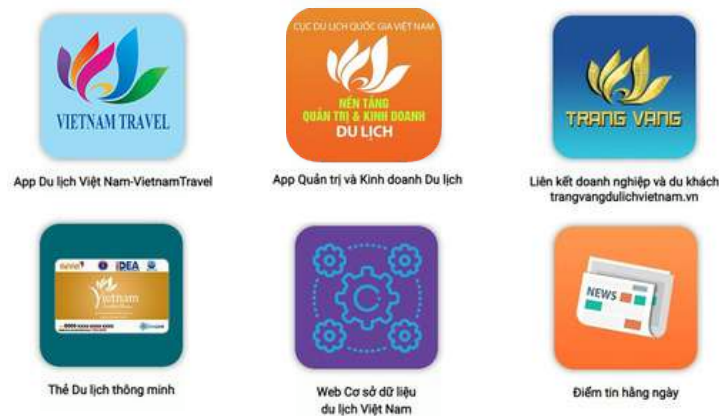 VIETNAM TRAVEL
App Du lịch Việt Nam-VietnamTravel
CỤC DU LỊCH QUỐC GIA VIỆT NAM
NỀN TẢNG
QUẢN TRỊ & KINH DOANH
DU LỊCH
App Quản trị và Kinh doanh Du lịch
TRANG VANG
Liên kết doanh nghiệp và du khách
trangvangdulichvietnam.vn
iDEA
Vietnam
Thẻ Du lịch thông minh
Web Cơ sở dữ liệu
du lịch Việt Nam
NEWS
Điểm tin hằng ngày